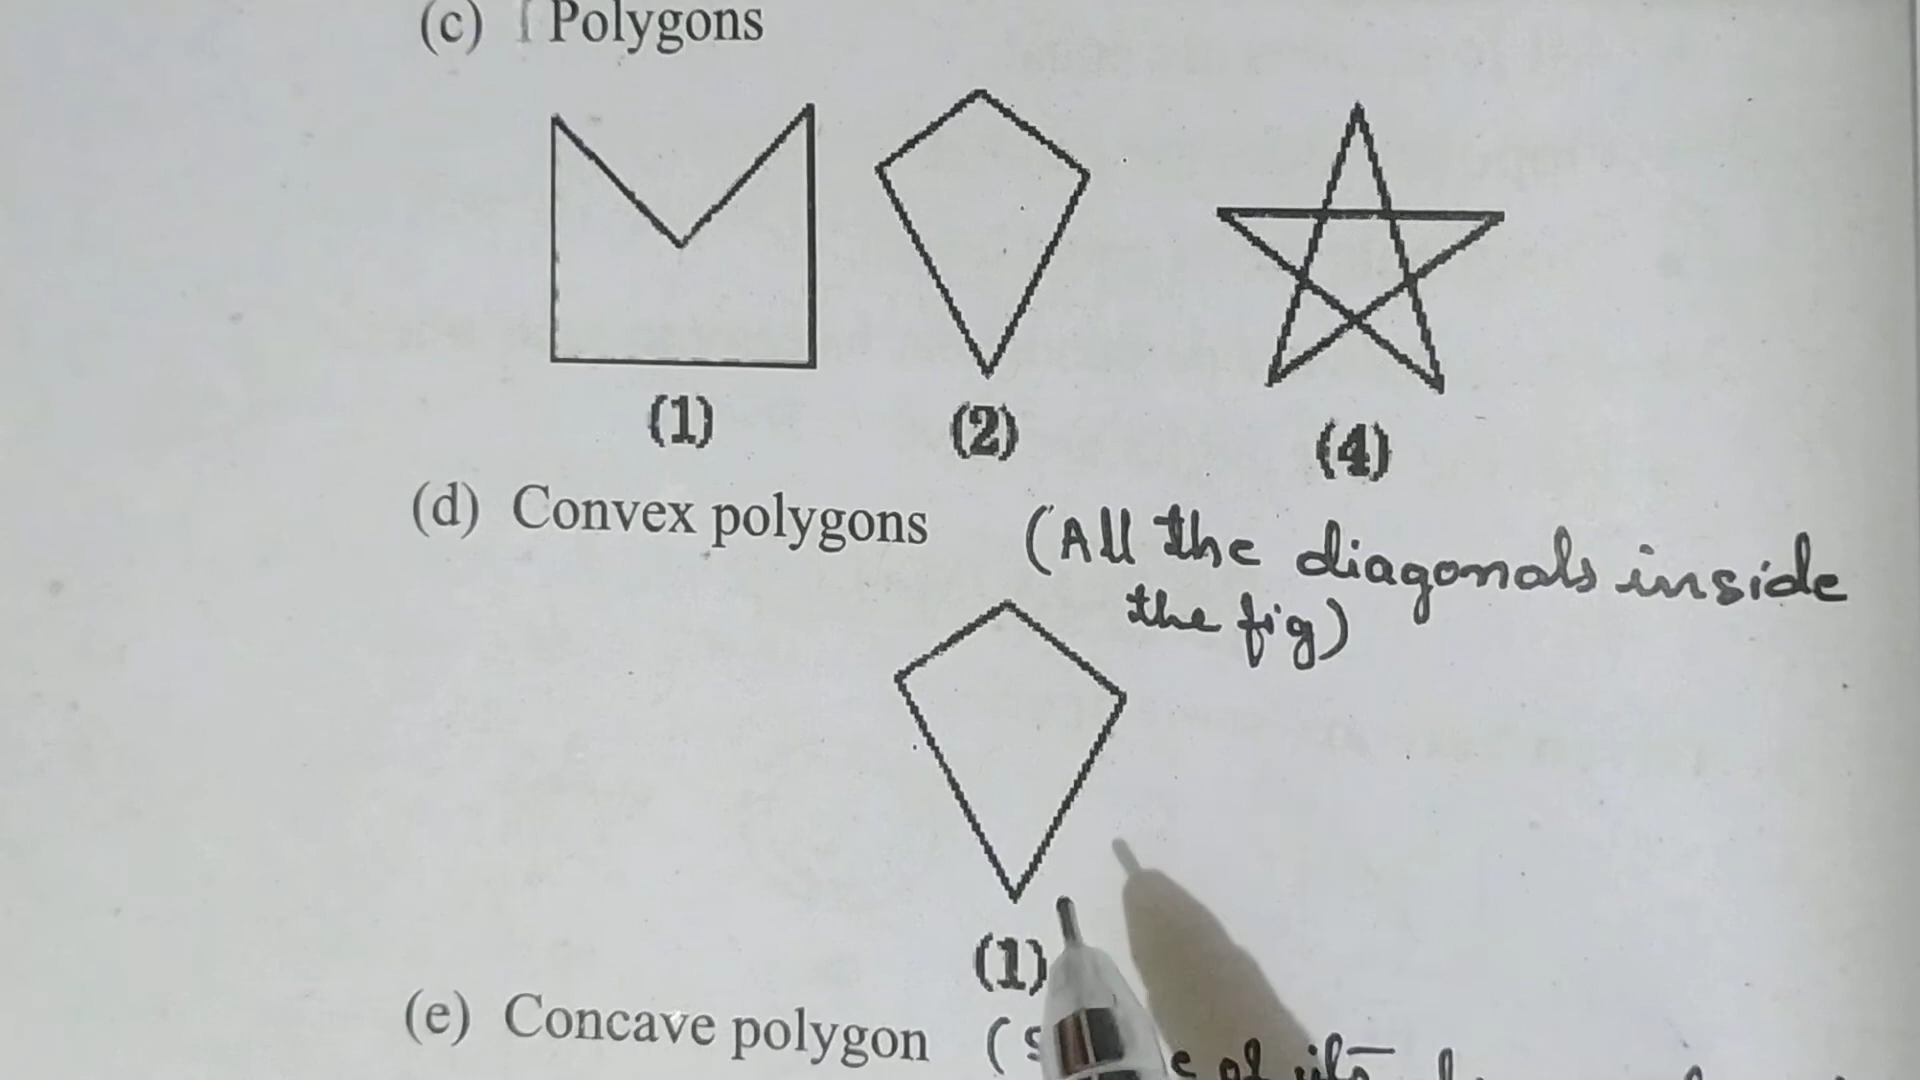 (c) Polygons
(1) (2) (4)
(d) Convex polygons (All the diagonals inside
the fig)
(1)
(e) Concave polygon (S